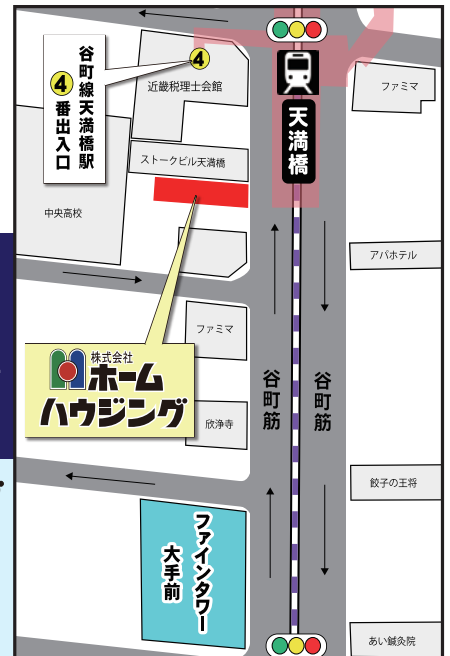 谷町線天満橋駅
4番出入口
4
近畿税理士会館
ファミマ
天満橋
ストークビル天満橋
中央高校
アパホテル
ファミマ
株式会社
ホーム
ハウジング
谷町筋
谷町筋
欣浄寺
餃子の王将
ファインタワー
大手前
あい鍼灸院